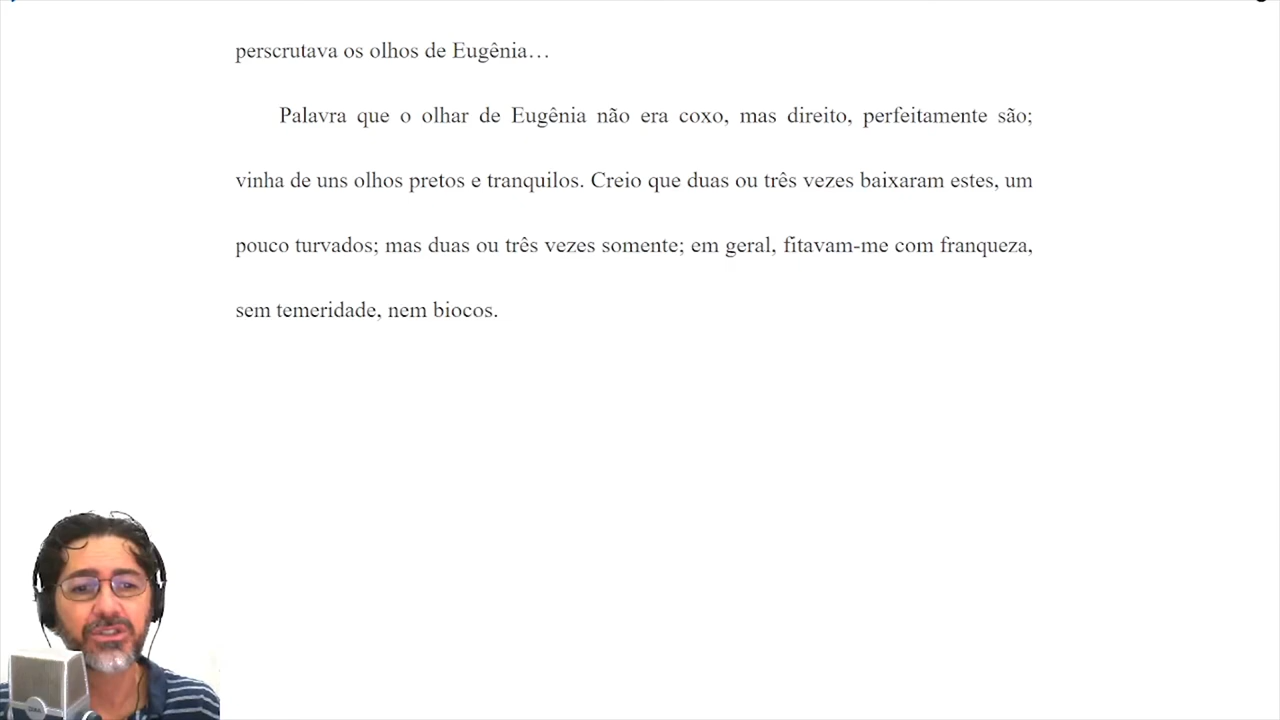 perscrutava os olhos de Eugênia…
Palavra que o olhar de Eugênia não era coxo, mas direito, perfeitamente são;
vinha de uns olhos pretos e tranquilos. Creio que duas ou três vezes baixaram estes, um
pouco turvados; mas duas ou três vezes somente; em geral, fitavam-me com franqueza,
sem temeridade, nem biocos.